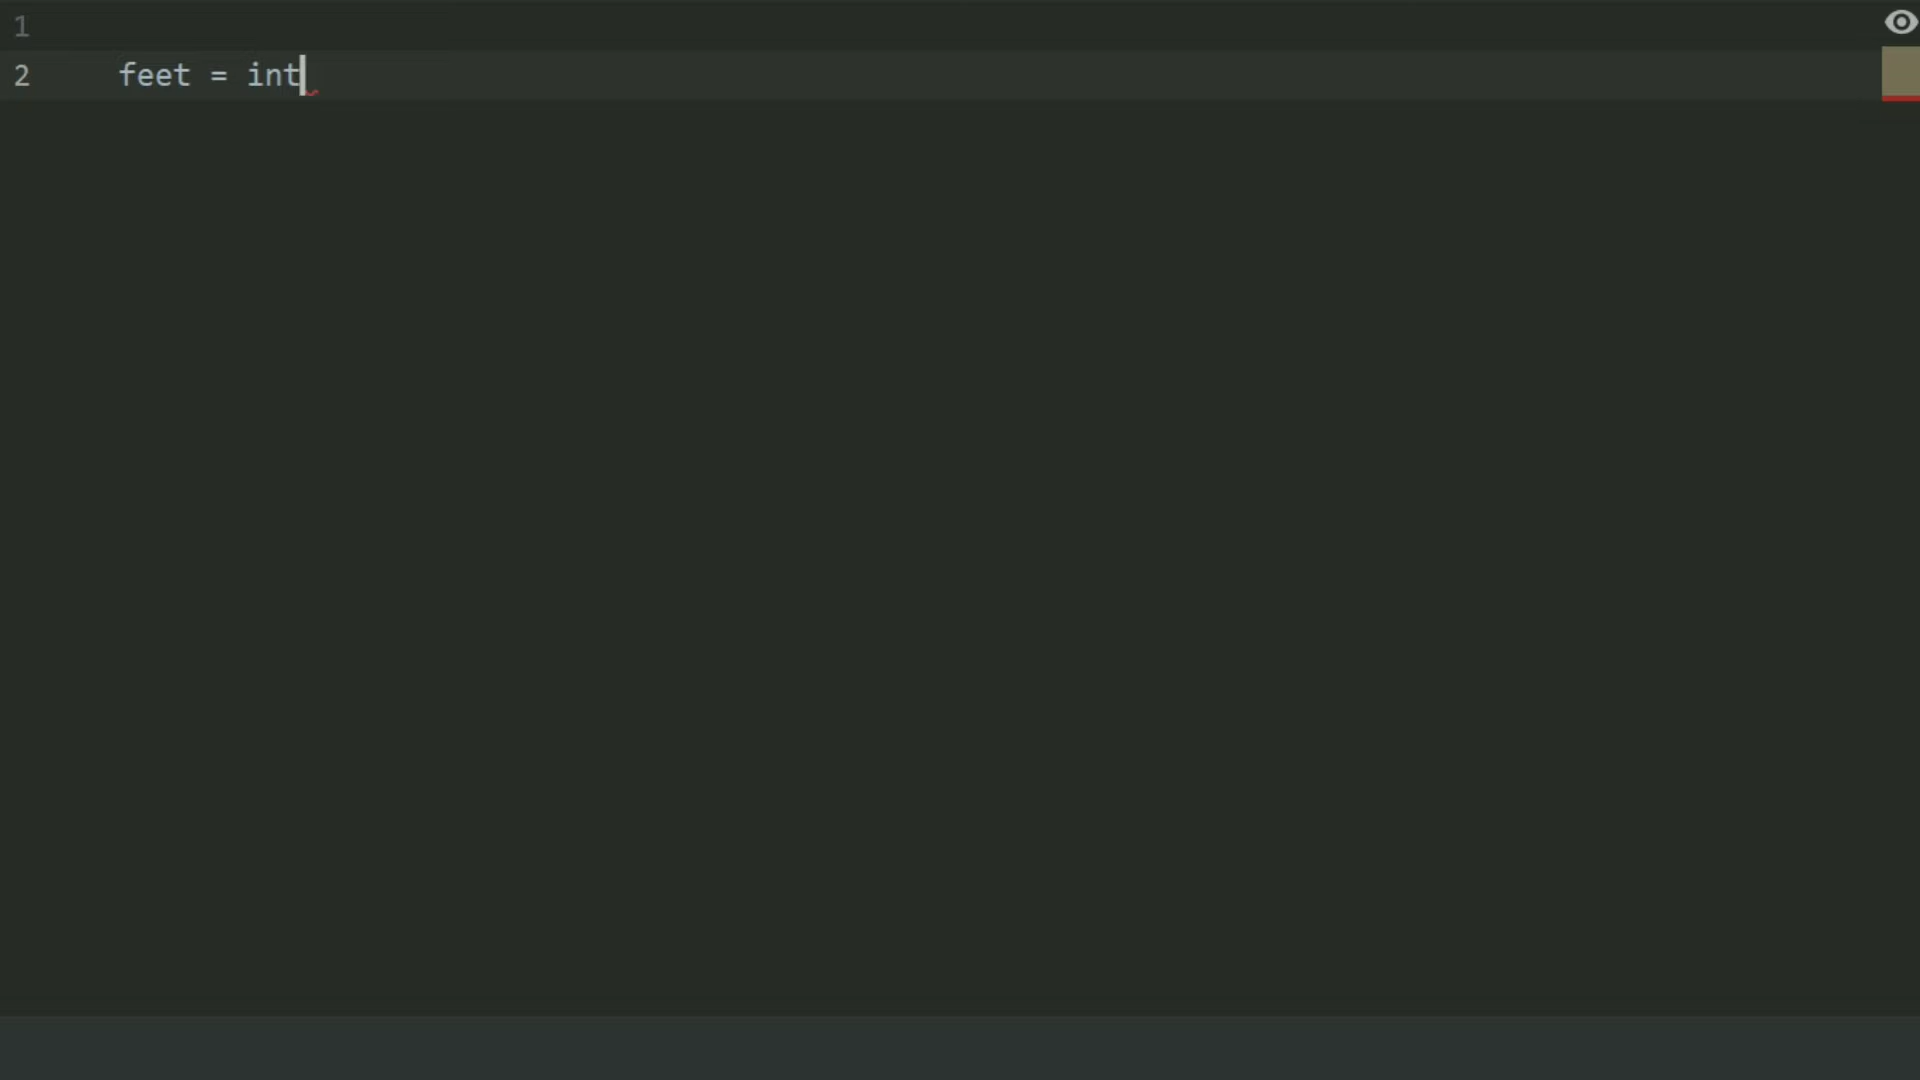 1
2 feet = int